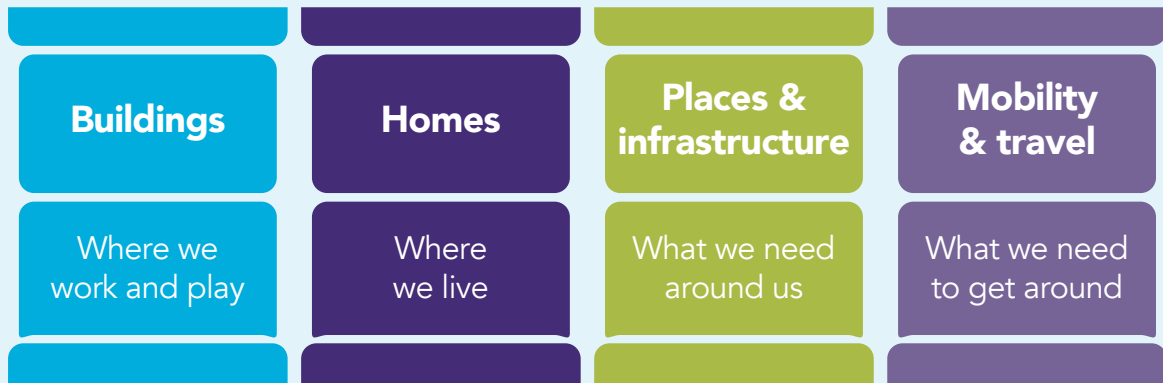 Buildings
Homes
Places &
infrastructure
Mobility
& travel
Where we
work and play
Where
we live
What we need
around us
What we need
to get around